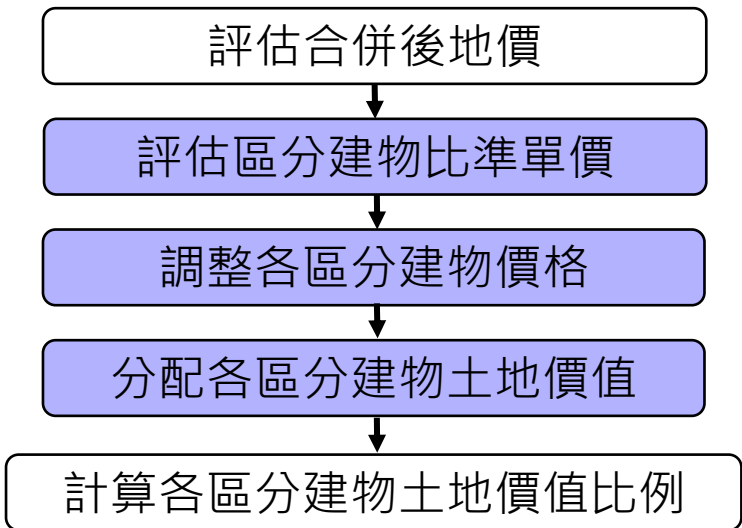 評估合併後地價
評估區分建物比準單價
調整各區分建物價格
分配各區分建物土地價值
計算各區分建物土地價值比例